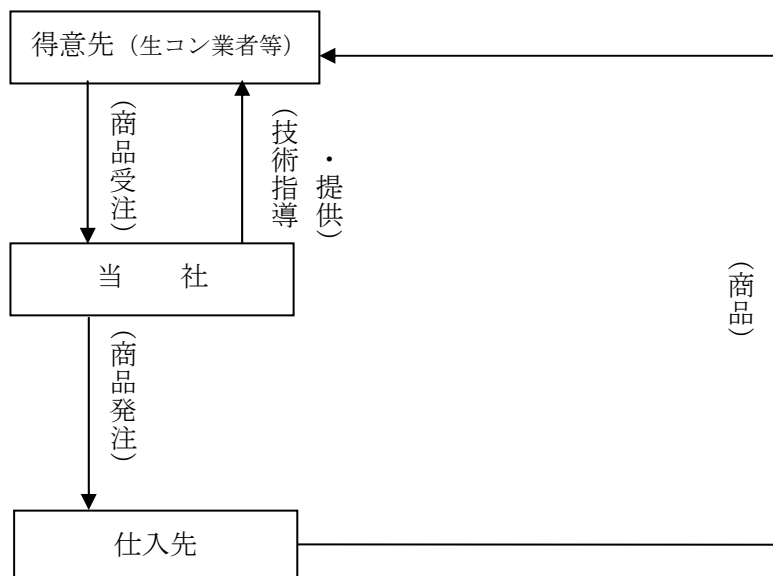 得意先（生コン業者等）
（商品受注）
（技術指導
・提供）
当　　社
（商品）
（商品発注）
仕入先